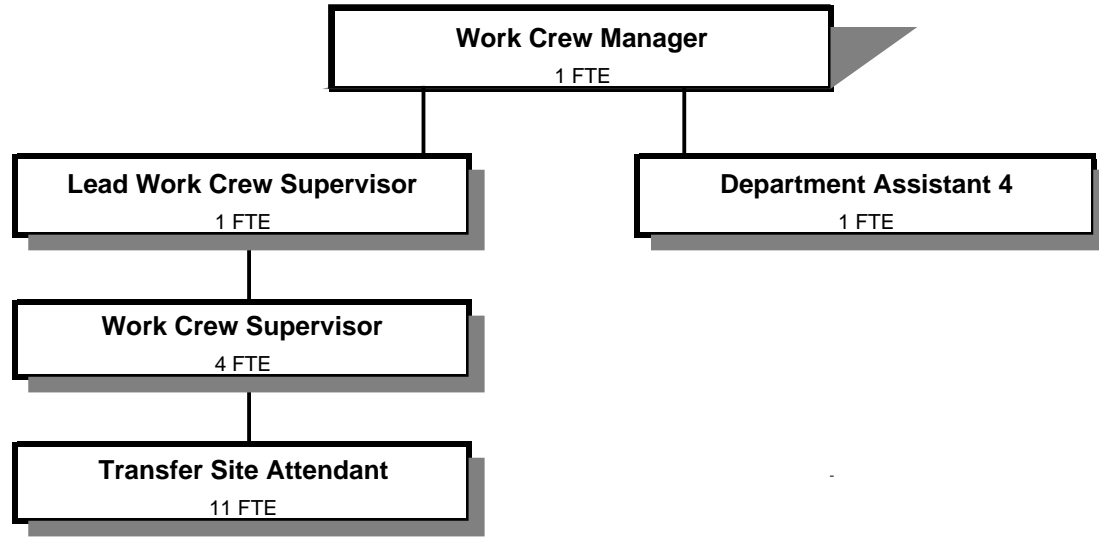 Work Crew Manager
1 FTE
Lead Work Crew Supervisor
1 FTE
Department Assistant 4
1 FTE
Work Crew Supervisor
4 FTE
Transfer Site Attendant
11 FTE
-